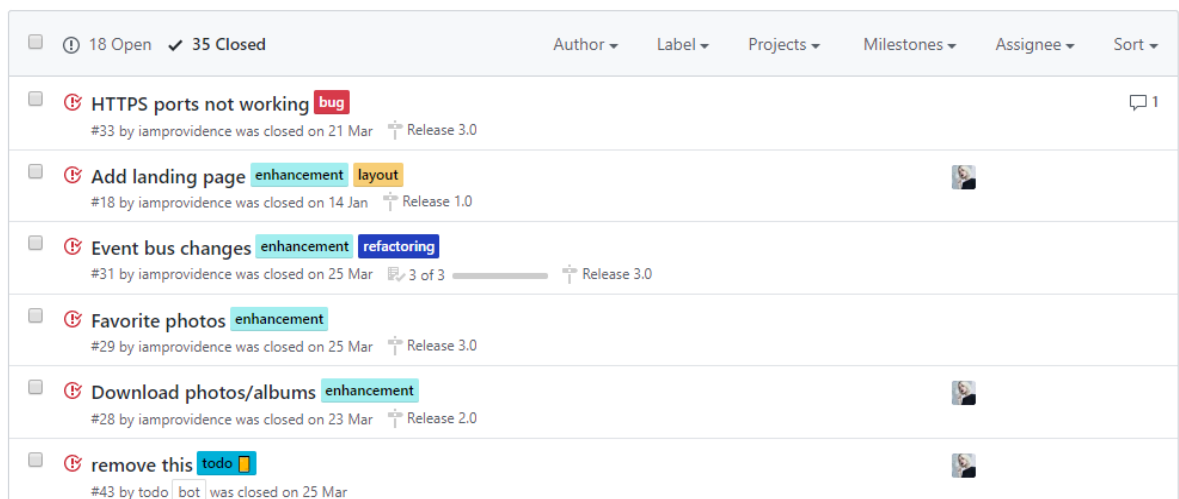 18 Open 35 Closed Author Label Projects Milestones Assignee Sort
HTTPS ports not working bug 1
#33 by iamprovidence was closed on 21 Mar Release 3.0
Add landing page enhancement layout
#18 by iamprovidence was closed on 14 Jan Release 1.0
Event bus changes enhancement refactoring
#31 by iamprovidence was closed on 25 Mar 3 of 3 Release 3.0
Favorite photos enhancement
#29 by iamprovidence was closed on 25 Mar Release 3.0
Download photos/albums enhancement
#28 by iamprovidence was closed on 23 Mar Release 2.0
remove this todo
#43 by todo bot was closed on 25 Mar